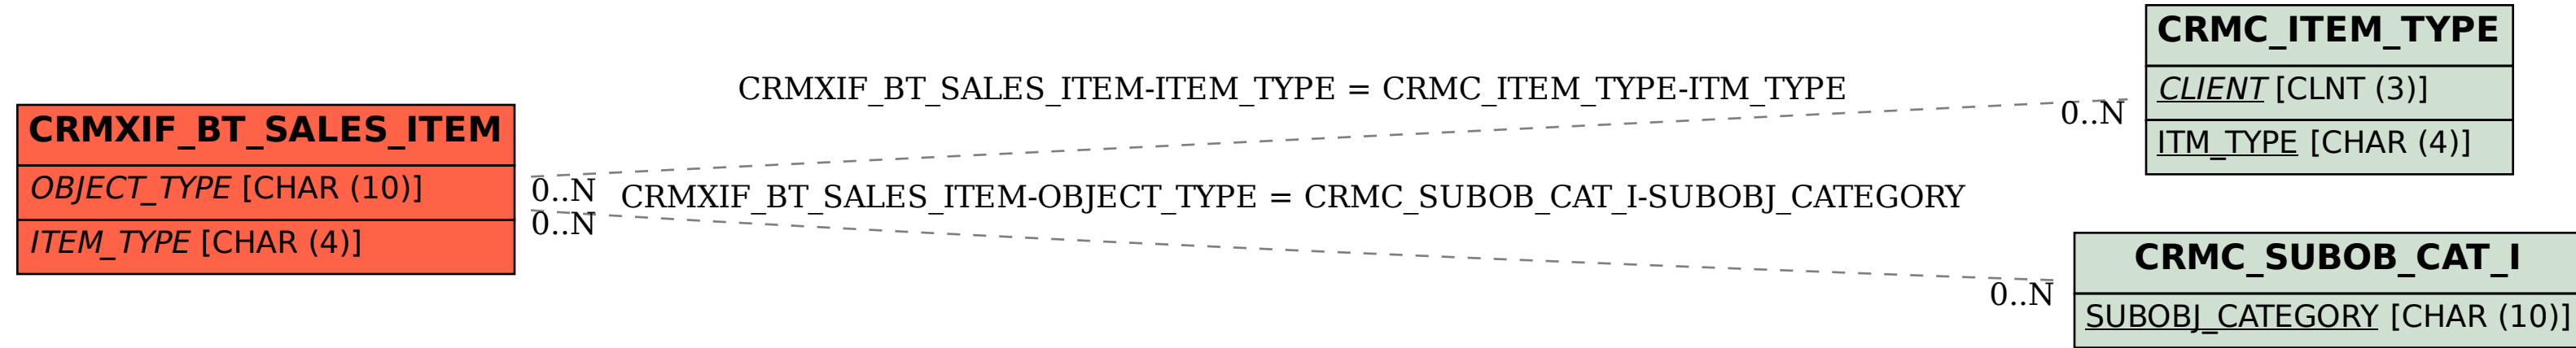 CRMC_ITEM_TYPE
CLIENT [CLNT (3)]
ITM_TYPE [CHAR (4)]
CRMXIF_BT_SALES_ITEM-ITEM_TYPE = CRMC_ITEM_TYPE-ITM_TYPE
0..N
CRMXIF_BT_SALES_ITEM
OBJECT_TYPE [CHAR (10)]
ITEM_TYPE [CHAR (4)]
0..N
CRMXIF_BT_SALES_ITEM-OBJECT_TYPE = CRMC_SUBOB_CAT_I-SUBOBJ_CATEGORY
0..N
0..N
CRMC_SUBOB_CAT_I
SUBOBJ_CATEGORY [CHAR (10)]